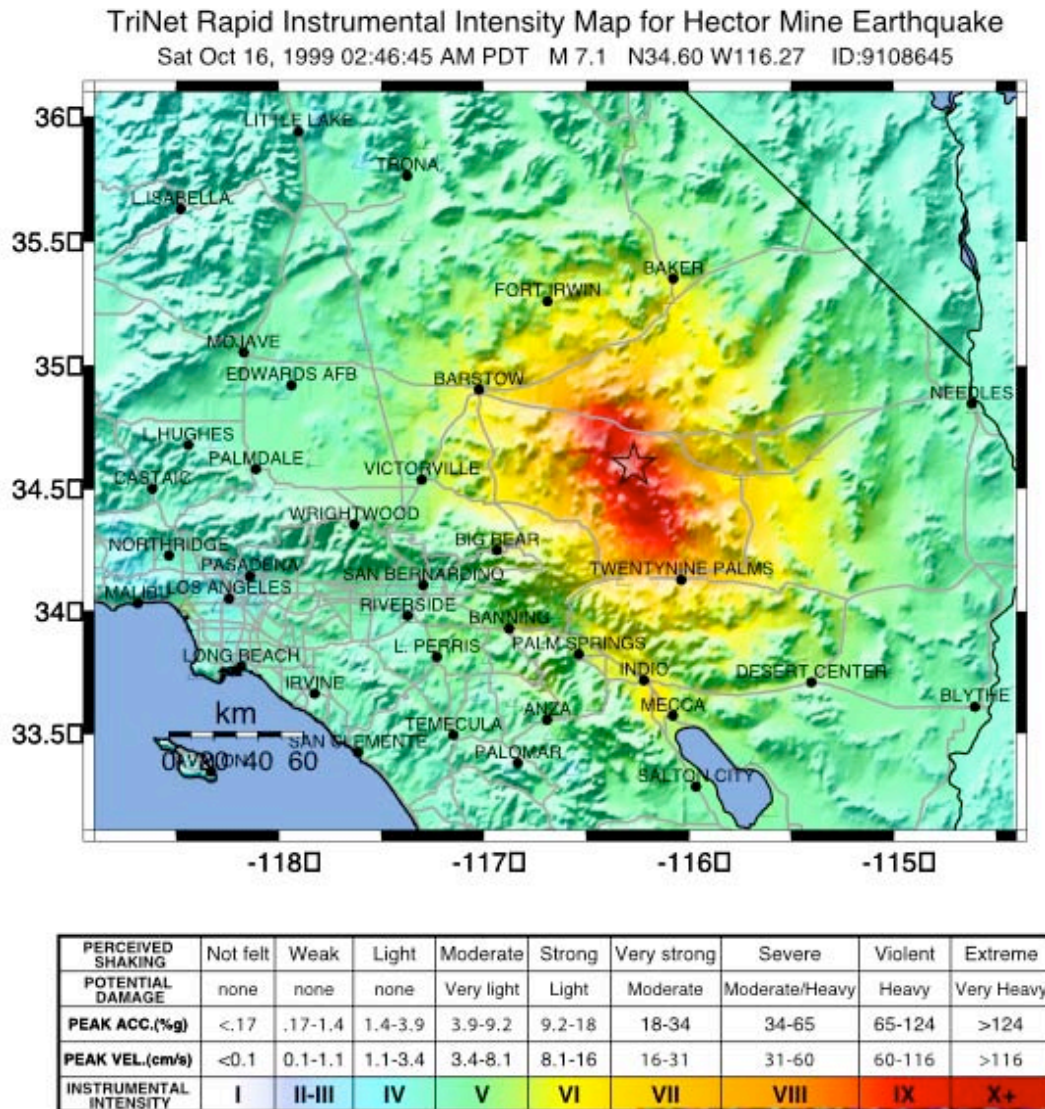 TriNet Rapid Instrumental Intensity Map for Hector Mine Earthquake
Sat Oct 16, 1999 02:46:45 AM PDT M 7.1 N34.60 W116.27 ID:9108645
36
LITTLE LAKE
TRONA
L.ISABELLA
35.5
BAKER
FORT IRWIN
MOJAVE
35
EDWARDS AFB
BARSTOW
NEEDLES
L.HUGHES
PALMDALE
VICTORVILLE
CASTAIC
34.5
WRIGHTWOOD
NORTHRIDGE
BIG BEAR
PASADENA
TWENTYNINE PALMS
SAN BERNARDINO
MALIBU
LOS ANGELES
34
RIVERSIDE
BANNING
L. PERRIS
PALM SPRINGS
LONG BEACH
INDIO
DESERT CENTER
IRVINE
BLYTHE
km
ANZA
MECCA
33.5
TEMECULA
SAN CLEMENTE
PALOMAR
0 20 40 60
AVALON
SALTON CITY
-118 -117 -116 -115
PERCEIVED SHAKING Not felt Weak Light Moderate Strong Very strong Severe Violent Extreme
POTENTIAL DAMAGE none none none Very light Light Moderate Moderate/Heavy Heavy Very Heavy
PEAK ACC.(%g) <.17 .17-1.4 1.4-3.9 3.9-9.2 9.2-18 18-34 34-65 65-124 >124
PEAK VEL.(cm/s) <0.1 0.1-1.1 1.1-3.4 3.4-8.1 8.1-16 16-31 31-60 60-116 >116
INSTRUMENTAL INTENSITY I II-III IV V VI VII VIII IX X+